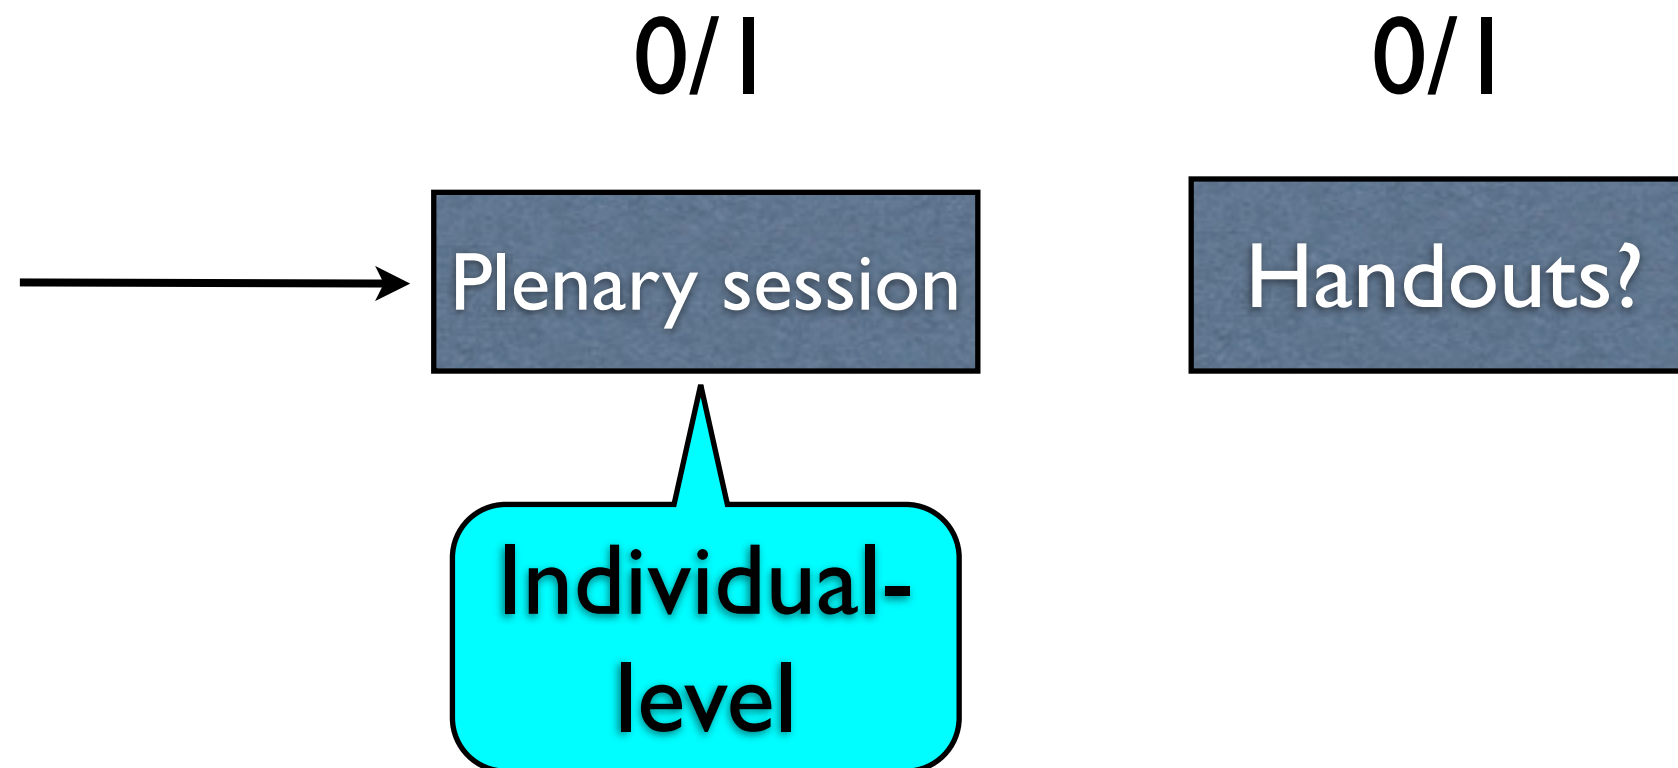 0/1
0/1
Plenary session
Handouts?
Individual-
level